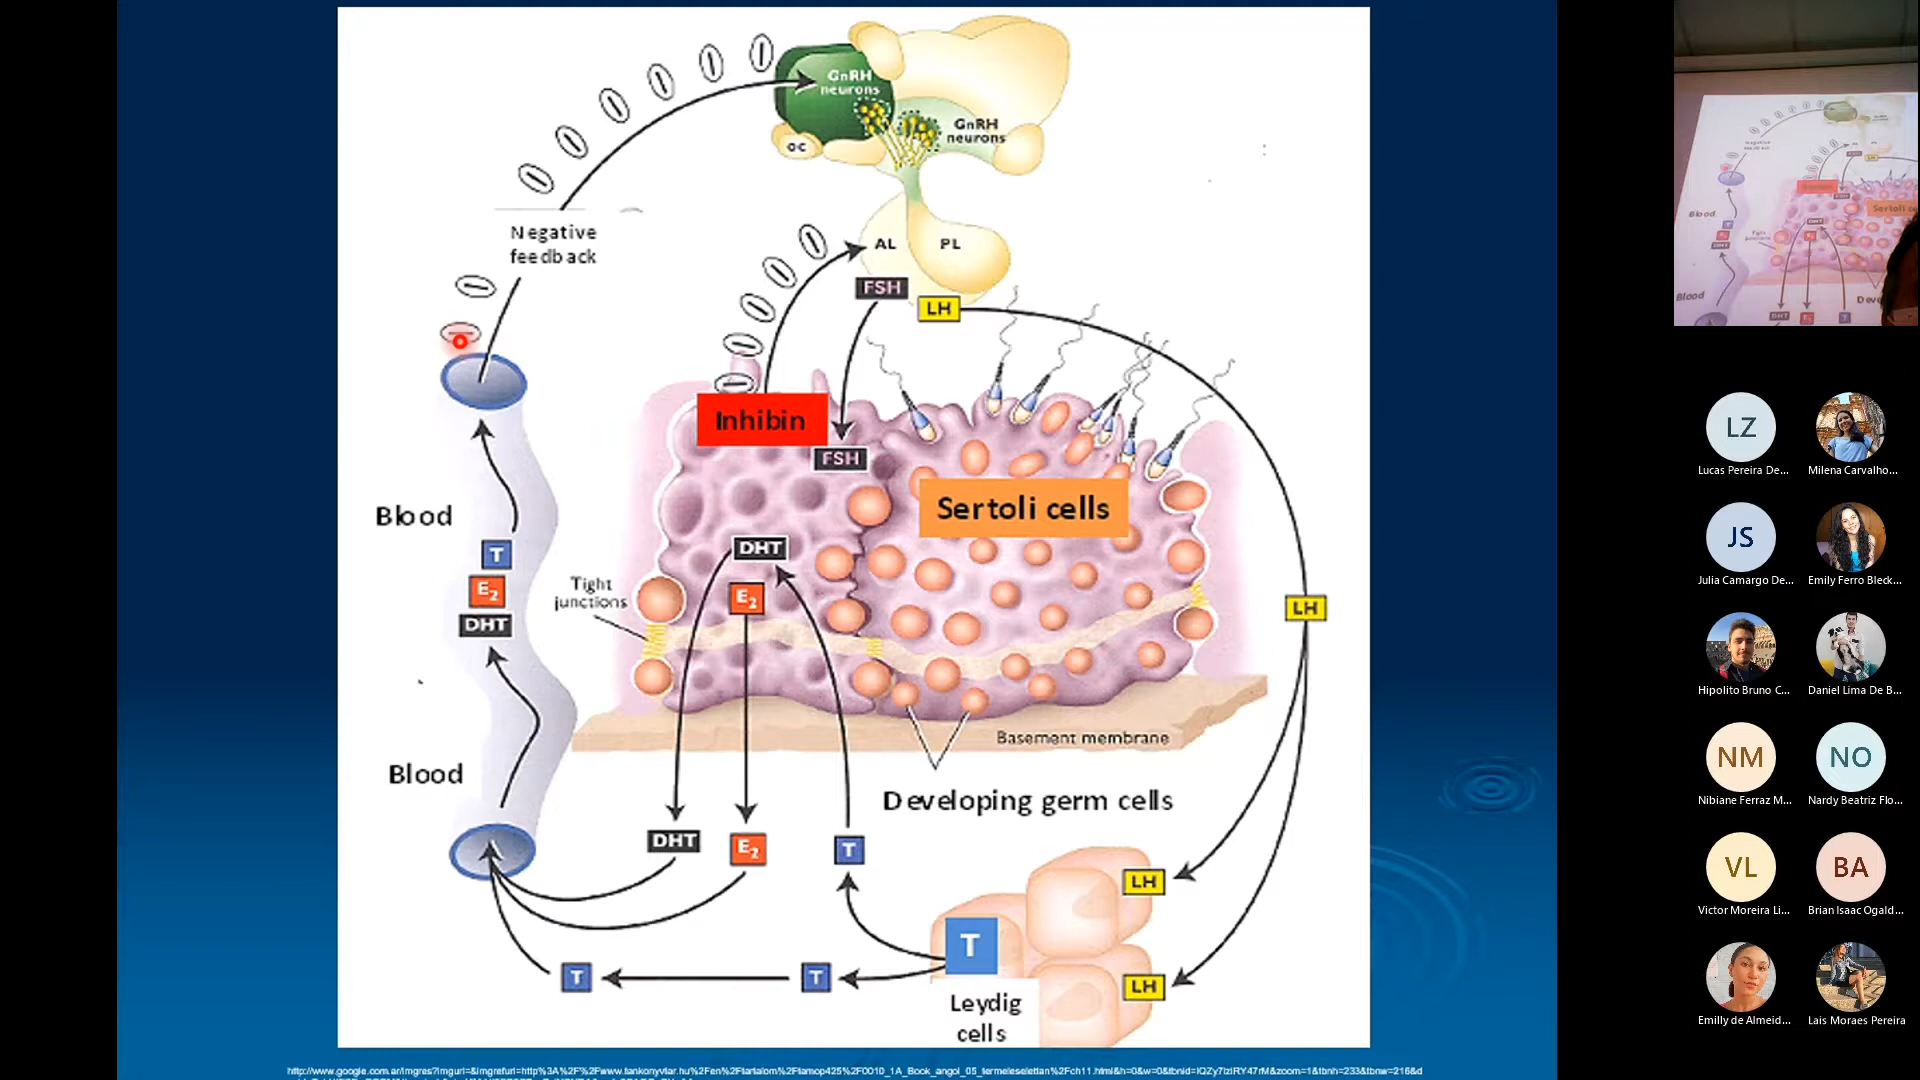 GnRH
neurons
GnRH
neurons
OC
Negative
feedback
AL
PL
FSH
LH
Inhibin
FSH
Sertoli cells
Blood
DHT
T
Tight
junctions
E2
E2
DHT
LH
Basement membrane
Blood
Developing germ cells
DHT
E2
T
LH
T
T
T
LH
Leydig
cells
Blood
Blood
LZ
Lucas Pereira De...
Milena Carvalho...
JS
Julia Camargo De...
Emily Ferro Bleck...
Hipolito Bruno C...
Daniel Lima De B...
NM
NO
Nibiane Ferraz M...
Nardy Beatriz Flo...
VL
BA
Victor Moreira Li...
Brian Isaac Ogald...
Emilly de Almeid...
Lais Moraes Pereira